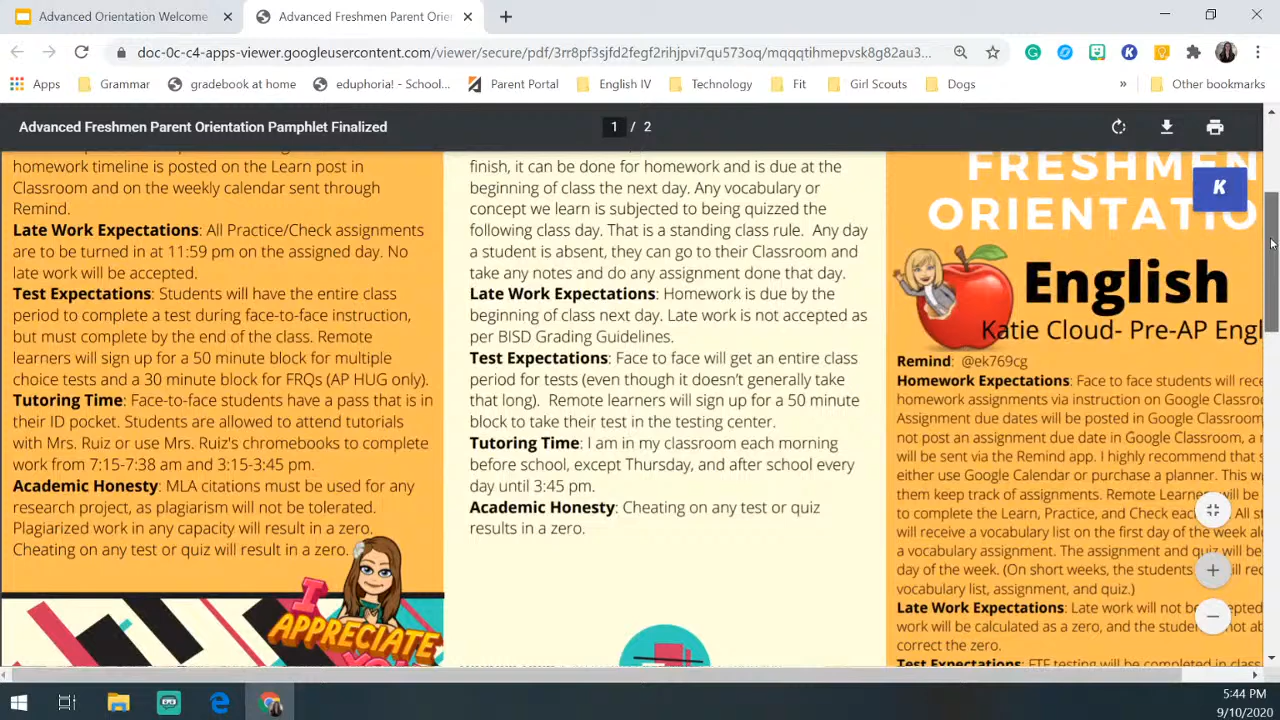 Advanced Orientation Welcome
Advanced Freshmen Parent Orie
doc-0c-c4-apps-viewer.googleusercontent.com/viewer/secure/pdf/3rr8pf3sjfd2fegf2rihjpvi7qu573oq/mqqqtihmepvsk8g82au3...
Apps
Grammar
gradebook at home
eduphoria! - School...
Parent Portal
English IV
Technology
Fit
Girl Scouts
Dogs
»
Other bookmarks
Advanced Freshmen Parent Orientation Pamphlet Finalized
1 / 2
homework timeline is posted on the Learn post in
Classroom and on the weekly calendar sent through
Remind.
Late Work Expectations: All Practice/Check assignments
are to be turned in at 11:59 pm on the assigned day. No
late work will be accepted.
Test Expectations: Students will have the entire class
period to complete a test during face-to-face instruction,
but must complete by the end of the class. Remote
learners will sign up for a 50 minute block for multiple
choice tests and a 30 minute block for FRQs (AP HUG only).
Tutoring Time: Face-to-face students have a pass that is in
their ID pocket. Students are allowed to attend tutorials
with Mrs. Ruiz or use Mrs. Ruiz's chromebooks to complete
work from 7:15-7:38 am and 3:15-3:45 pm.
Academic Honesty: MLA citations must be used for any
research project, as plagiarism will not be tolerated.
Plagiarized work in any capacity will result in a zero.
Cheating on any test or quiz will result in a zero.
I
APPRECIATE
finish, it can be done for homework and is due at the
beginning of class the next day. Any vocabulary or
concept we learn is subjected to being quizzed the
following class day. That is a standing class rule.  Any day
a student is absent, they can go to their Classroom and
take any notes and do any assignment done that day.
Late Work Expectations: Homework is due by the
beginning of class next day. Late work is not accepted as
per BISD Grading Guidelines.
Test Expectations: Face to face will get an entire class
period for tests (even though it doesn't generally take
that long).  Remote learners will sign up for a 50 minute
block to take their test in the testing center.
Tutoring Time: I am in my classroom each morning
before school, except Thursday, and after school every
day until 3:45 pm.
Academic Honesty: Cheating on any test or quiz
results in a zero.
FRESHMEN
ORIENTATIO
K
English
Katie Cloud- Pre-AP Engl
Remind: @ek769cg
Homework Expectations: Face to face students will rece
homework assignments via instruction on Google Classro
Assignment due dates will be posted in Google Classroom,
not post an assignment due date in Google Classroom, a
will be sent via the Remind app. I highly recommend that s
either use Google Calendar or purchase a planner. This w
them keep track of assignments. Remote Learne be
to complete the Learn, Practice, and Check eac All st
will receive a vocabulary list on the first day of the week al
a vocabulary assignment. The assignment and quiz will be
day of the week. (On short weeks, the students rec
vocabulary list, assignment, and quiz.)
Late Work Expectations: Late work will not be pted
work will be calculated as a zero, and the studen not ab
correct the zero.
Test Expectations: FTF testing will be completed in class
5:44 PM
9/10/2020